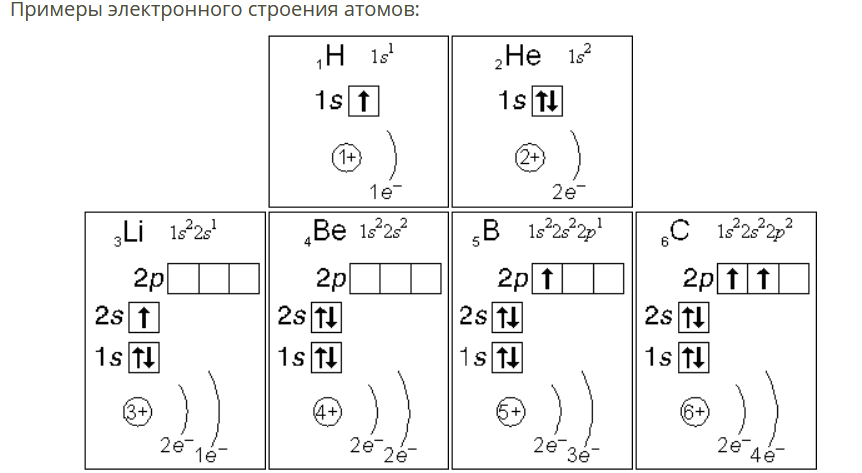 Примеры электронного строения атомов:
₁H 1s¹
1s ↑
1+
1e⁻
₂He 1s²
1s ↑↓
2+
2e⁻
₃Li 1s²2s¹
2p
2s ↑
1s ↑↓
3+
2e⁻ 1e⁻
₄Be 1s²2s²
2p
2s ↑↓
1s ↑↓
4+
2e⁻ 2e⁻
₅B 1s²2s²2p¹
2p ↑
2s ↑↓
1s ↑↓
5+
2e⁻ 3e⁻
₆C 1s²2s²2p²
2p ↑ ↑
2s ↑↓
1s ↑↓
6+
2e⁻ 4e⁻